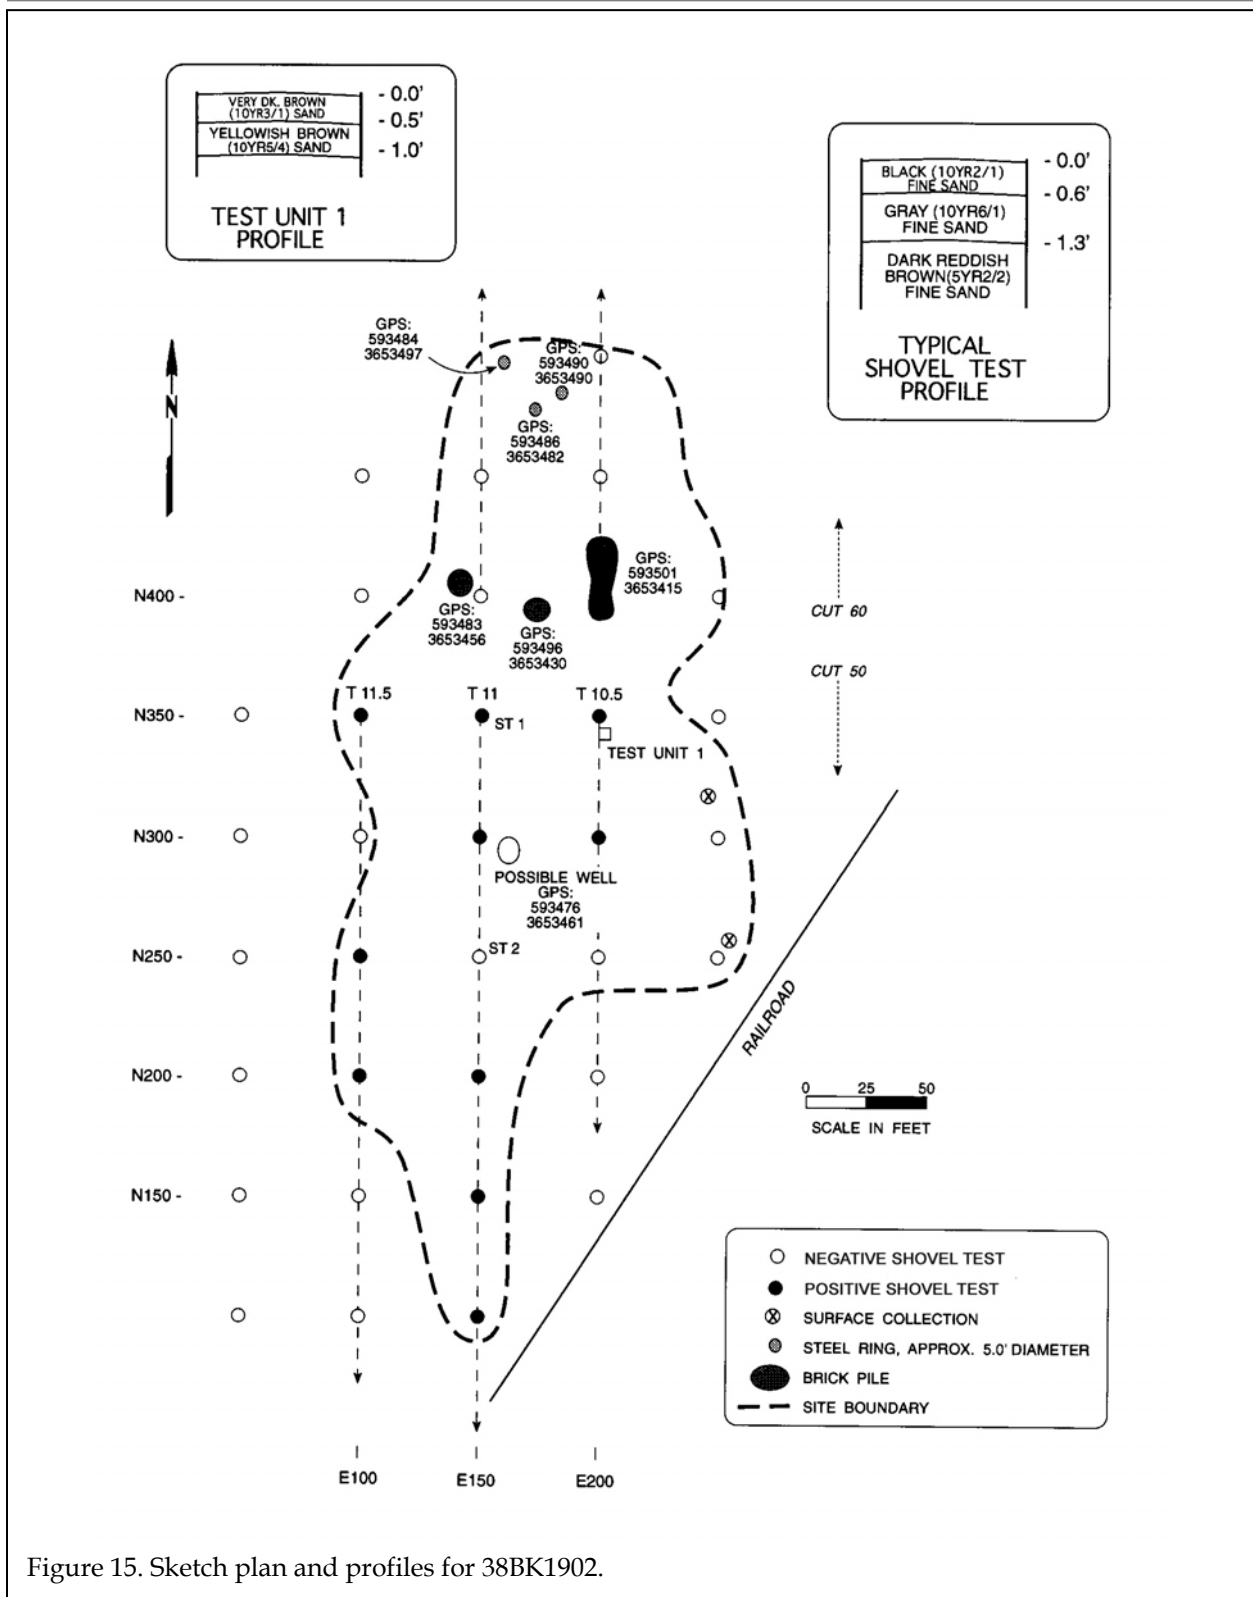 VERY DK. BROWN
(10YR3/1) SAND
YELLOWISH BROWN
(10YR5/4) SAND
- 0.0'
- 0.5'
- 1.0'
TEST UNIT 1
PROFILE
BLACK (10YR2/1)
FINE SAND
GRAY (10YR6/1)
FINE SAND
DARK REDDISH
BROWN(5YR2/2)
FINE SAND
- 0.0'
- 0.6'
- 1.3'
TYPICAL
SHOVEL TEST
PROFILE
GPS:
593484
3653497
GPS:
593490
3653490
GPS:
593486
3653482
N
GPS:
593501
3653415
N400 -
GPS:
593483
3653456
GPS:
593496
3653430
CUT 60
CUT 50
T 11.5
T 11
T 10.5
N350 -
ST 1
TEST UNIT 1
N300 -
POSSIBLE WELL
GPS:
593476
3653461
N250 -
ST 2
RAILROAD
N200 -
0 25 50
SCALE IN FEET
N150 -
NEGATIVE SHOVEL TEST
POSITIVE SHOVEL TEST
SURFACE COLLECTION
STEEL RING, APPROX. 5.0' DIAMETER
BRICK PILE
SITE BOUNDARY
E100
E150
E200
Figure 15. Sketch plan and profiles for 38BK1902.